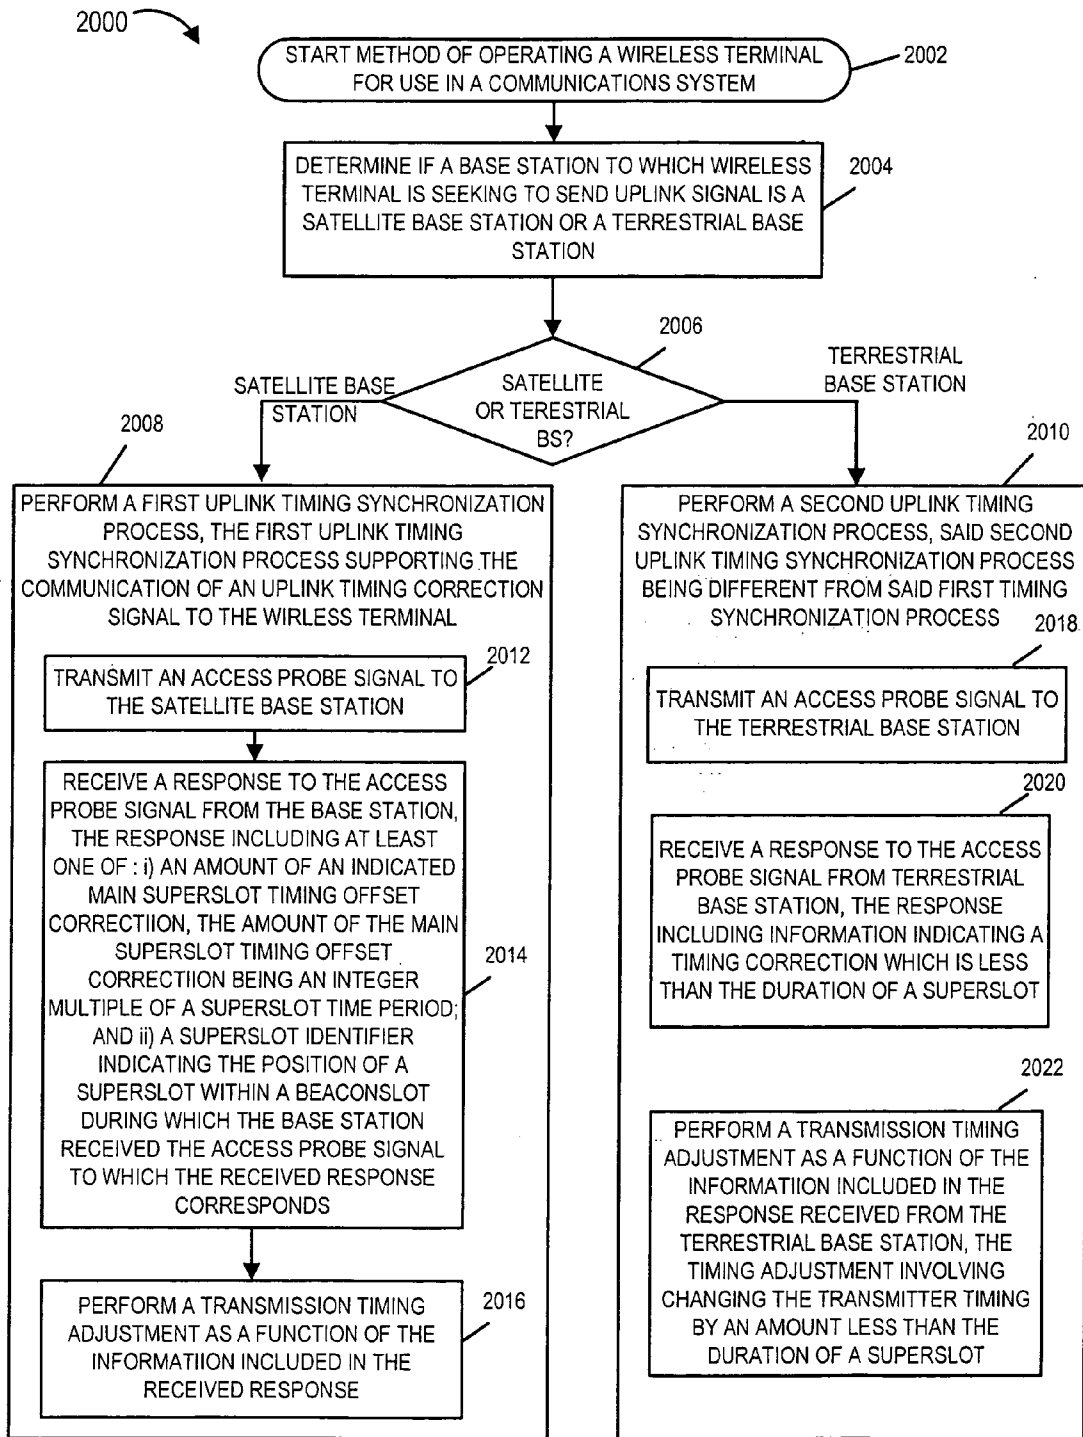 2000
START METHOD OF OPERATING A WIRELESS TERMINAL
FOR USE IN A COMMUNICATIONS SYSTEM
2002
DETERMINE IF A BASE STATION TO WHICH WIRELESS
TERMINAL IS SEEKING TO SEND UPLINK SIGNAL IS A
SATELLITE BASE STATION OR A TERRESTRIAL BASE
STATION
2004
2006
SATELLITE
OR TERESTRIAL
BS?
SATELLITE BASE
STATION
TERRESTRIAL
BASE STATION
2008
PERFORM A FIRST UPLINK TIMING SYNCHRONIZATION
PROCESS, THE FIRST UPLINK TIMING
SYNCHRONIZATION PROCESS SUPPORTING THE
COMMUNICATION OF AN UPLINK TIMING CORRECTION
SIGNAL TO THE WIRLESS TERMINAL
2012
TRANSMIT AN ACCESS PROBE SIGNAL TO
THE SATELLITE BASE STATION
RECEIVE A RESPONSE TO THE ACCESS
PROBE SIGNAL FROM THE BASE STATION,
THE RESPONSE INCLUDING AT LEAST
ONE OF : i) AN AMOUNT OF AN INDICATED
MAIN SUPERSLOT TIMING OFFSET
CORRECTIION, THE AMOUNT OF THE MAIN
SUPERSLOT TIMING OFFSET
CORRECTIION BEING AN INTEGER
MULTIPLE OF A SUPERSLOT TIME PERIOD;
AND ii) A SUPERSLOT IDENTIFIER
INDICATING THE POSITION OF A
SUPERSLOT WITHIN A BEACONSLOT
DURING WHICH THE BASE STATION
RECEIVED THE ACCESS PROBE SIGNAL
TO WHICH THE RECEIVED RESPONSE
CORRESPONDS
2014
PERFORM A TRANSMISSION TIMING
ADJUSTMENT AS A FUNCTION OF THE
INFORMATIION INCLUDED IN THE
RECEIVED RESPONSE
2016
2010
PERFORM A SECOND UPLINK TIMING
SYNCHRONIZATION PROCESS, SAID SECOND
UPLINK TIMING SYNCHRONIZATION PROCESS
BEING DIFFERENT FROM SAID FIRST TIMING
SYNCHRONIZATION PROCESS
2018
TRANSMIT AN ACCESS PROBE SIGNAL TO
THE TERRESTRIAL BASE STATION
2020
RECEIVE A RESPONSE TO THE ACCESS
PROBE SIGNAL FROM TERRESTRIAL
BASE STATION, THE RESPONSE
INCLUDING INFORMATION INDICATING A
TIMING CORRECTION WHICH IS LESS
THAN THE DURATION OF A SUPERSLOT
2022
PERFORM A TRANSMISSION TIMING
ADJUSTMENT AS A FUNCTION OF THE
INFORMATIION INCLUDED IN THE
RESPONSE RECEIVED FROM THE
TERRESTRIAL BASE STATION, THE
TIMING ADJUSTMENT INVOLVING
CHANGING THE TRANSMITTER TIMING
BY AN AMOUNT LESS THAN THE
DURATION OF A SUPERSLOT